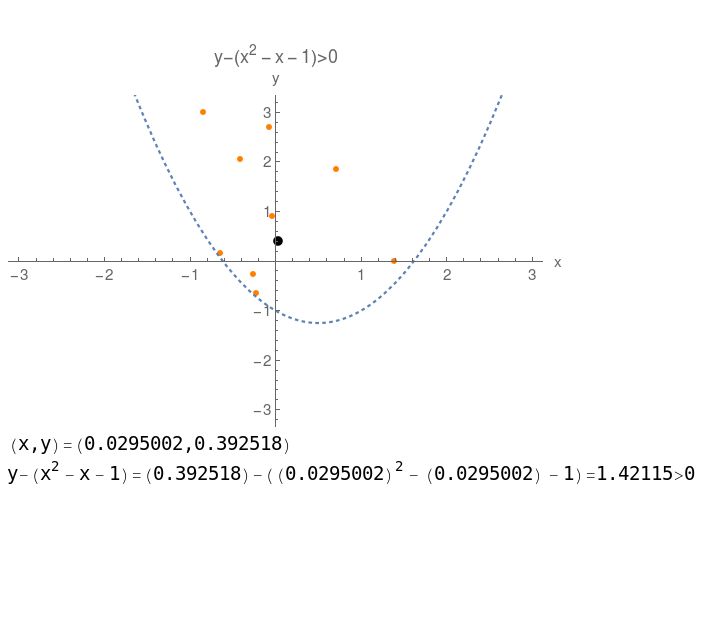 y−(x² − x − 1)>0
y
3
2
1
−3 −2 −1 1 2 3 x
−1
−2
−3
(x,y)=(0.0295002,0.392518)
y−(x² − x − 1)=(0.392518)−((0.0295002)² − (0.0295002) − 1)=1.42115>0